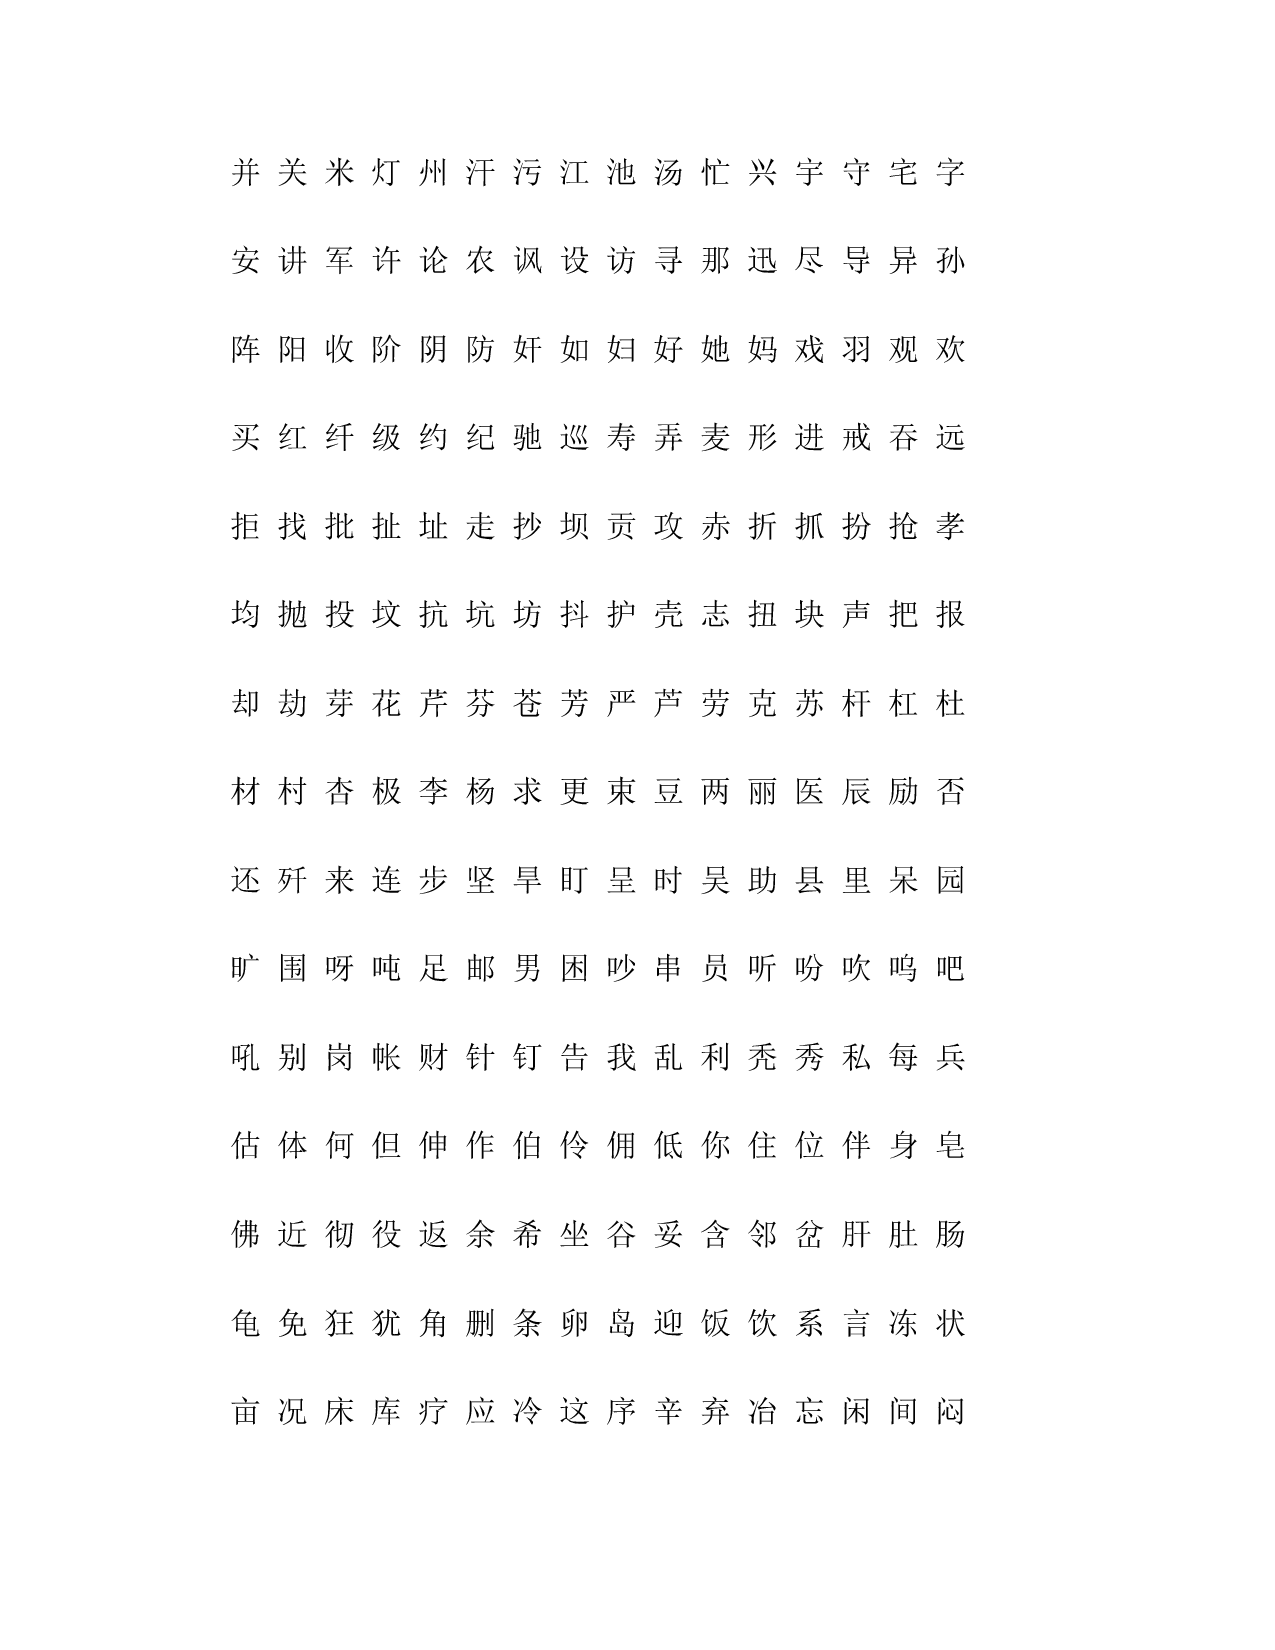 并 关 米 灯 州 汗 污 江 池 汤 忙 兴 宇 守 宅 字
安 讲 军 许 论 农 讽 设 访 寻 那 迅 尽 导 异 孙
阵 阳 收 阶 阴 防 奸 如 妇 好 她 妈 戏 羽 观 欢
买 红 纤 级 约 纪 驰 巡 寿 弄 麦 形 进 戒 吞 远
拒 找 批 扯 址 走 抄 坝 贡 攻 赤 折 抓 扮 抢 孝
均 抛 投 坟 抗 坑 坊 抖 护 壳 志 扭 块 声 把 报
却 劫 芽 花 芹 芬 苍 芳 严 芦 劳 克 苏 杆 杠 杜
材 村 杏 极 李 杨 求 更 束 豆 两 丽 医 辰 励 否
还 歼 来 连 步 坚 旱 盯 呈 时 吴 助 县 里 呆 园
旷 围 呀 吨 足 邮 男 困 吵 串 员 听 吩 吹 呜 吧
吼 别 岗 帐 财 针 钉 告 我 乱 利 秃 秀 私 每 兵
估 体 何 但 伸 作 伯 伶 佣 低 你 住 位 伴 身 皂
佛 近 彻 役 返 余 希 坐 谷 妥 含 邻 岔 肝 肚 肠
龟 免 狂 犹 角 删 条 卵 岛 迎 饭 饮 系 言 冻 状
亩 况 床 库 疗 应 冷 这 序 辛 弃 冶 忘 闲 间 闷